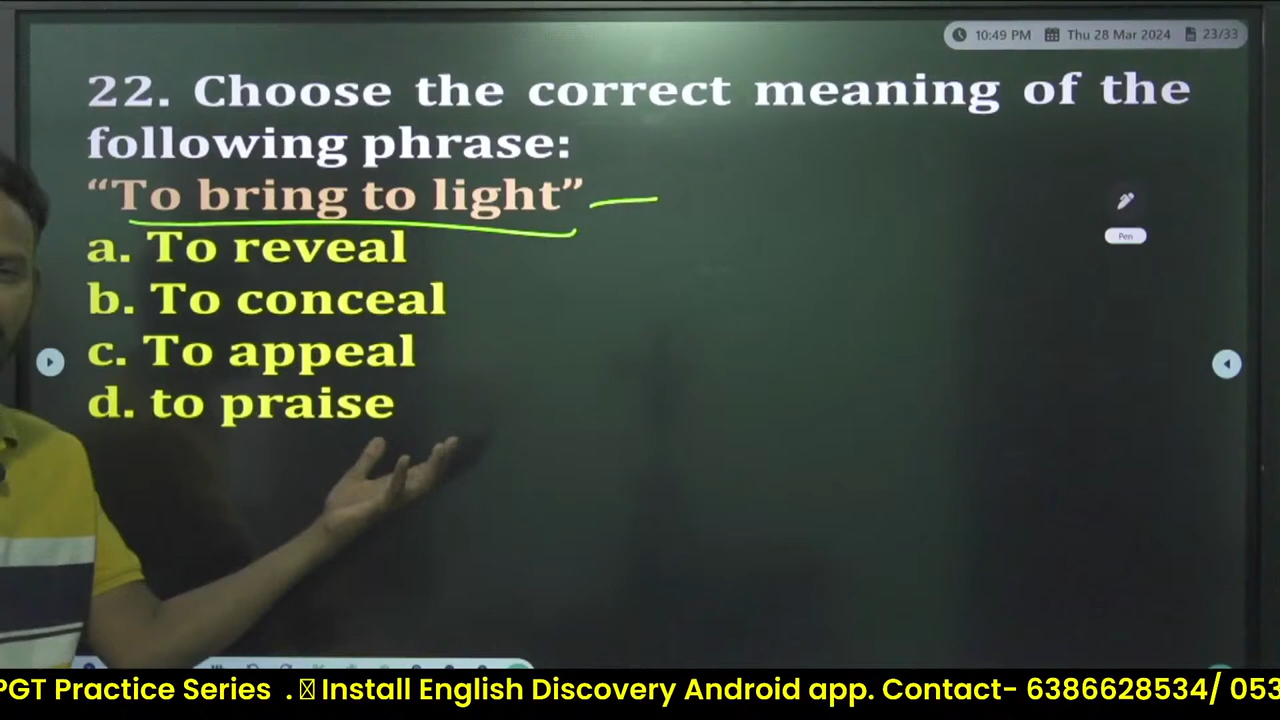 10:49 PM Thu 28 Mar 2024 23/33
22. Choose the correct meaning of the
following phrase:
“To bring to light”
a. To reveal
b. To conceal
c. To appeal
d. to praise
Pen
PGT Practice Series . Install English Discovery Android app. Contact- 6386628534/ 053